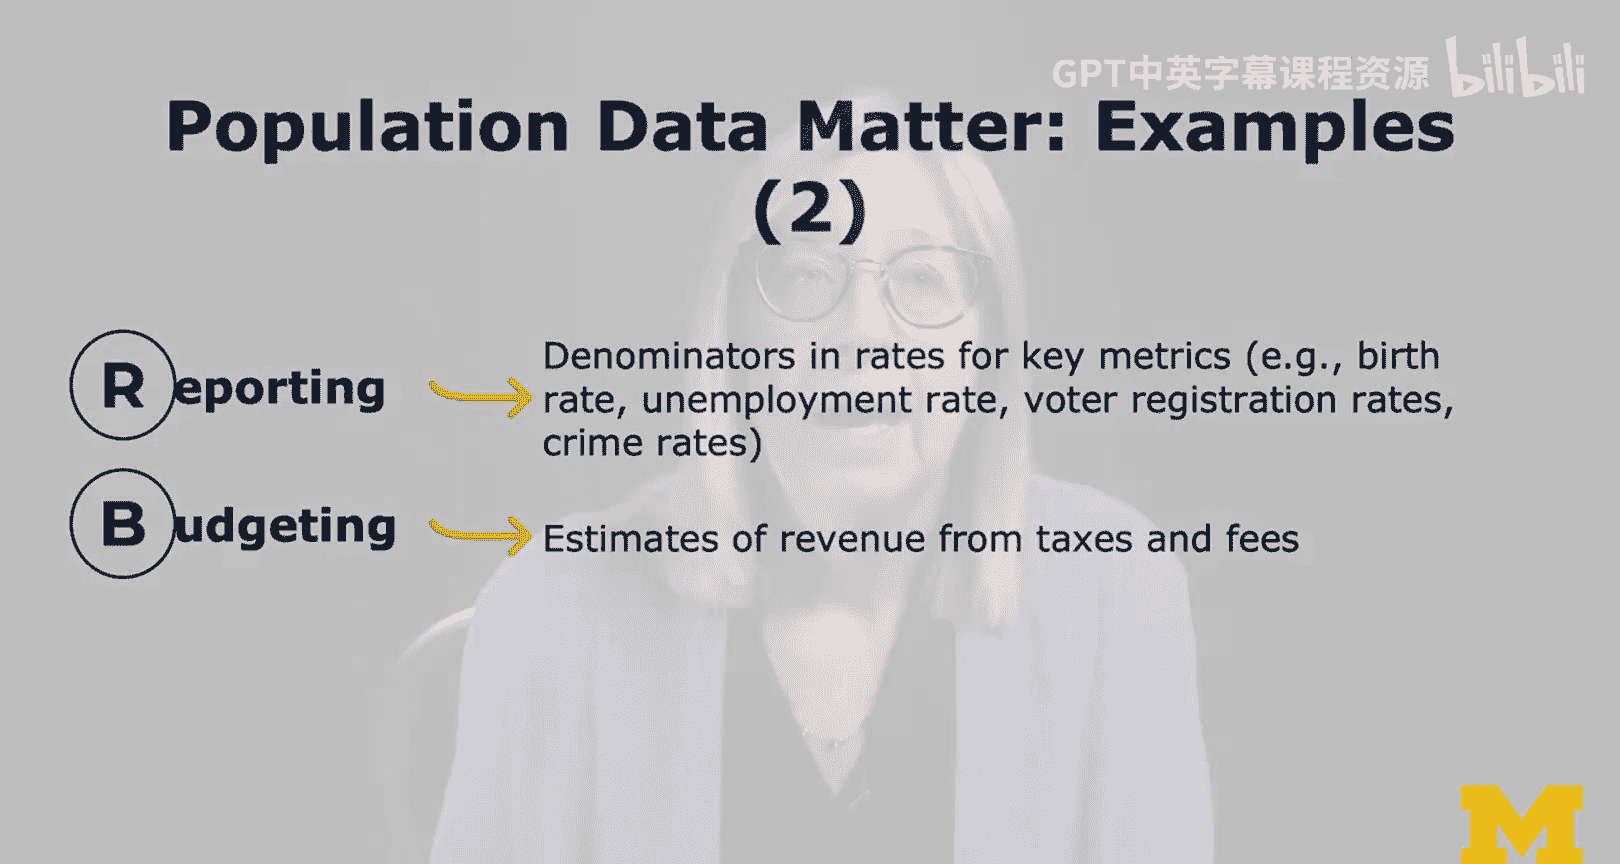 GPT中英字幕课程资源 bilibili
Population Data Matter: Examples
(2)
Reporting
Denominators in rates for key metrics (e.g., birth
rate, unemployment rate, voter registration rates,
crime rates)
Budgeting
Estimates of revenue from taxes and fees
M